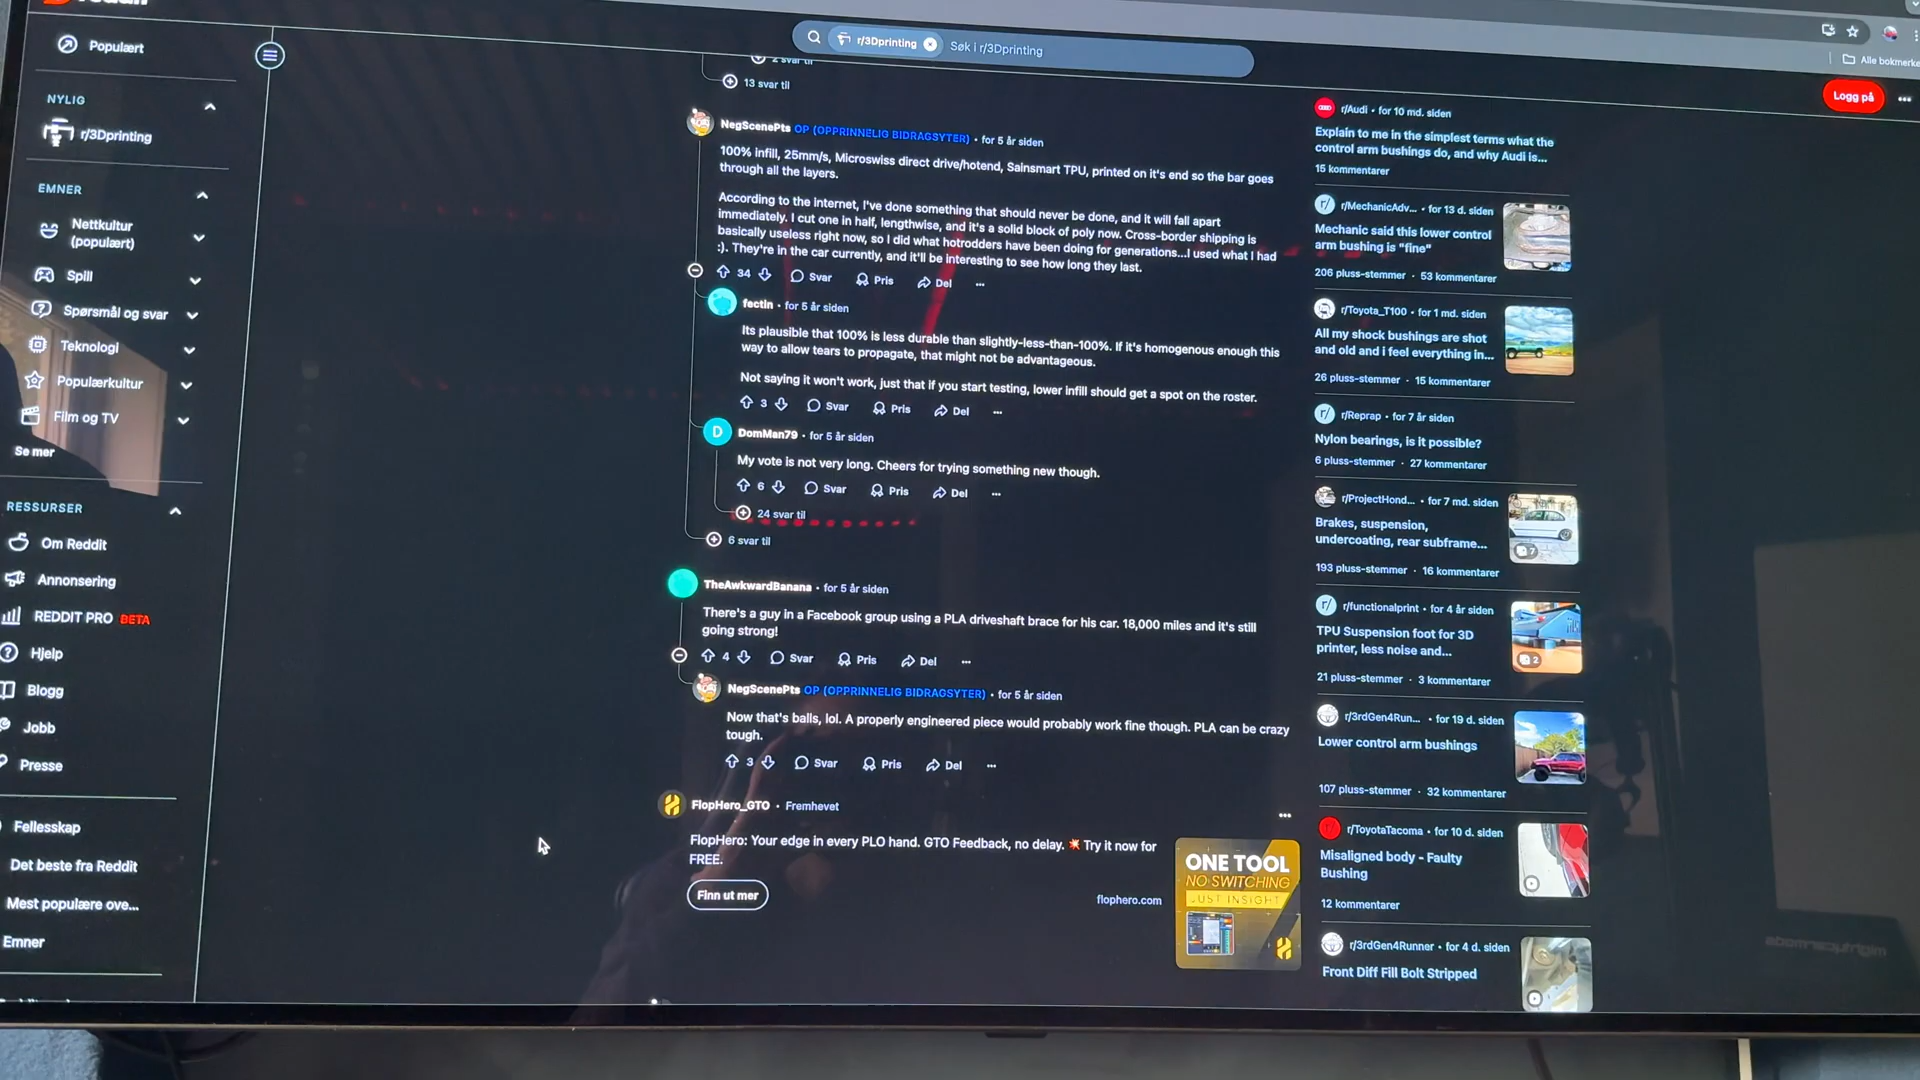 Populært
NYLIG
r/3Dprinting
EMNER
Nettkultur
(populært)
Spill
Spørsmål og svar
Teknologi
Populærkultur
Film og TV
Se mer
RESSURSER
Om Reddit
Annonsering
REDDIT PRO BETA
Hjelp
Blogg
Jobb
Presse
Fellesskap
Det beste fra Reddit
Mest populære ove...
Emner
r/3Dprinting Søk i r/3Dprinting
Alle bokmerke
Logg på
2 svar til
13 svar til
NegScenePts OP (OPPRINNELIG BIDRAGSYTER) • for 5 år siden
100% infill, 25mm/s, Microswiss direct drive/hotend, Sainsmart TPU, printed on it's end so the bar goes
through all the layers.
According to the internet, I've done something that should never be done, and it will fall apart
immediately. I cut one in half, lengthwise, and it's a solid block of poly now. Cross-border shipping is
basically useless right now, so I did what hotrodders have been doing for generations...I used what I had
:). They're in the car currently, and it'll be interesting to see how long they last.
34 Svar Pris Del
fectin • for 5 år siden
Its plausible that 100% is less durable than slightly-less-than-100%. If it's homogenous enough this
way to allow tears to propagate, that might not be advantageous.
Not saying it won't work, just that if you start testing, lower infill should get a spot on the roster.
3 Svar Pris Del
D DomMan79 • for 5 år siden
My vote is not very long. Cheers for trying something new though.
6 Svar Pris Del
24 svar til
6 svar til
TheAwkwardBanana • for 5 år siden
There's a guy in a Facebook group using a PLA driveshaft brace for his car. 18,000 miles and it's still
going strong!
4 Svar Pris Del
NegScenePts OP (OPPRINNELIG BIDRAGSYTER) • for 5 år siden
Now that's balls, lol. A properly engineered piece would probably work fine though. PLA can be crazy
tough.
3 Svar Pris Del
FlopHero_GTO • Fremhevet
FlopHero: Your edge in every PLO hand. GTO Feedback, no delay. 💥 Try it now for
FREE.
Finn ut mer
flophero.com
ONE TOOL
NO SWITCHING
JUST INSIGHT
r/Audi • for 10 md. siden
Explain to me in the simplest terms what the
control arm bushings do, and why Audi is...
15 kommentarer
r/ r/MechanicAdv... • for 13 d. siden
Mechanic said this lower control
arm bushing is "fine"
206 pluss-stemmer • 53 kommentarer
r/Toyota_T100 • for 1 md. siden
All my shock bushings are shot
and old and i feel everything in...
26 pluss-stemmer • 15 kommentarer
r/ r/Reprap • for 7 år siden
Nylon bearings, is it possible?
6 pluss-stemmer • 27 kommentarer
r/ProjectHond... • for 7 md. siden
Brakes, suspension,
undercoating, rear subframe...
7
193 pluss-stemmer • 16 kommentarer
r/ r/functionalprint • for 4 år siden
TPU Suspension foot for 3D
printer, less noise and...
2
21 pluss-stemmer • 3 kommentarer
r/3rdGen4Run... • for 19 d. siden
Lower control arm bushings
107 pluss-stemmer • 32 kommentarer
r/ r/ToyotaTacoma • for 10 d. siden
Misaligned body - Faulty
Bushing
12 kommentarer
r/3rdGen4Runner • for 4 d. siden
Front Diff Fill Bolt Stripped